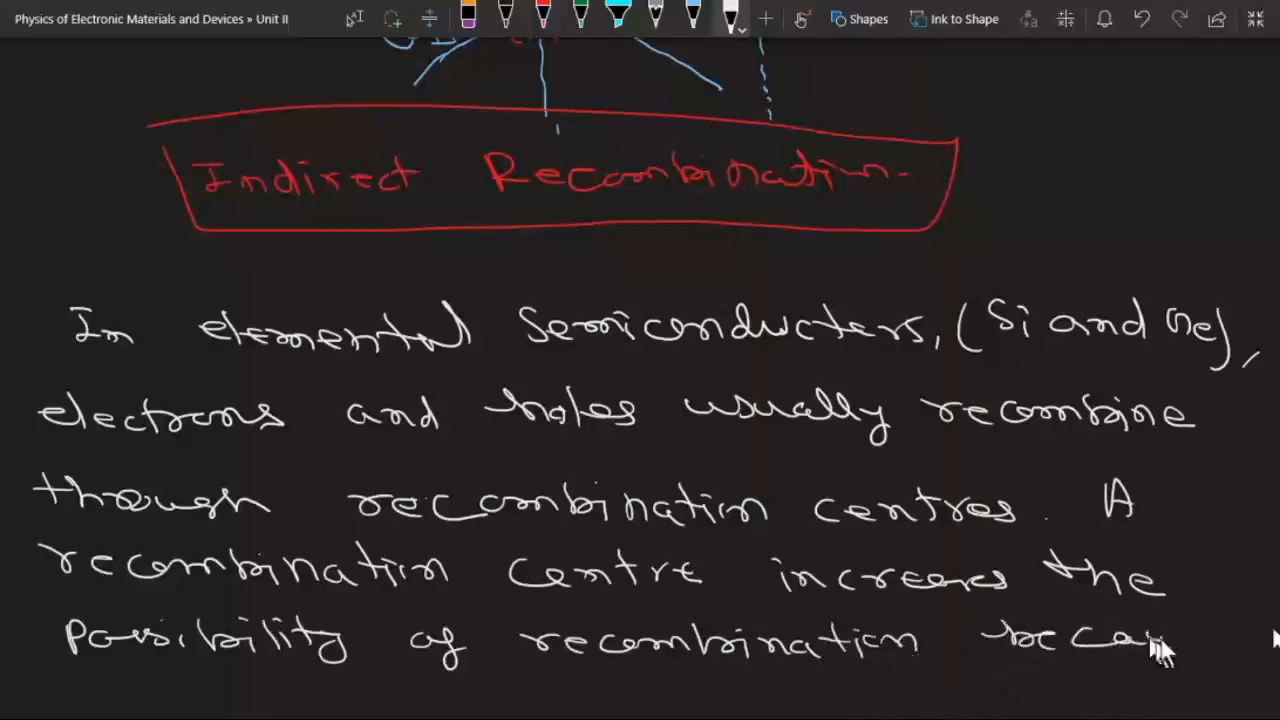 Physics of Electronic Materials and Devices » Unit II
Shapes
Ink to Shape
Indirect Recombination.
In elemental Semiconductors, (Si and Ge),
electrons and holes usually recombine
through recombination centres. A
recombination centre increases the
possibility of recombination becau